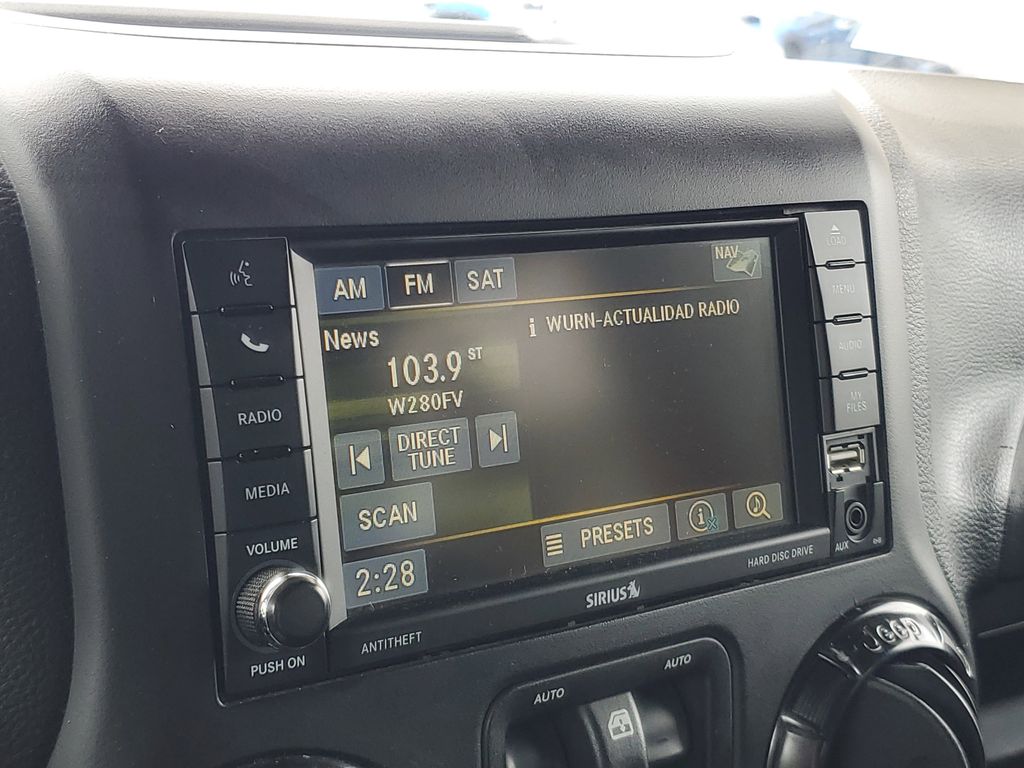 AM
FM
SAT
NAV
News
103.9 ST
W280FV
i WURN-ACTUALIDAD RADIO
DIRECT
TUNE
SCAN
PRESETS
i
2:28
RADIO
MEDIA
VOLUME
PUSH ON
ANTITHEFT
SIRIUS
HARD DISC DRIVE
LOAD
MENU
AUDIO
MY
FILES
AUX
RHB
AUTO
AUTO
Jeep